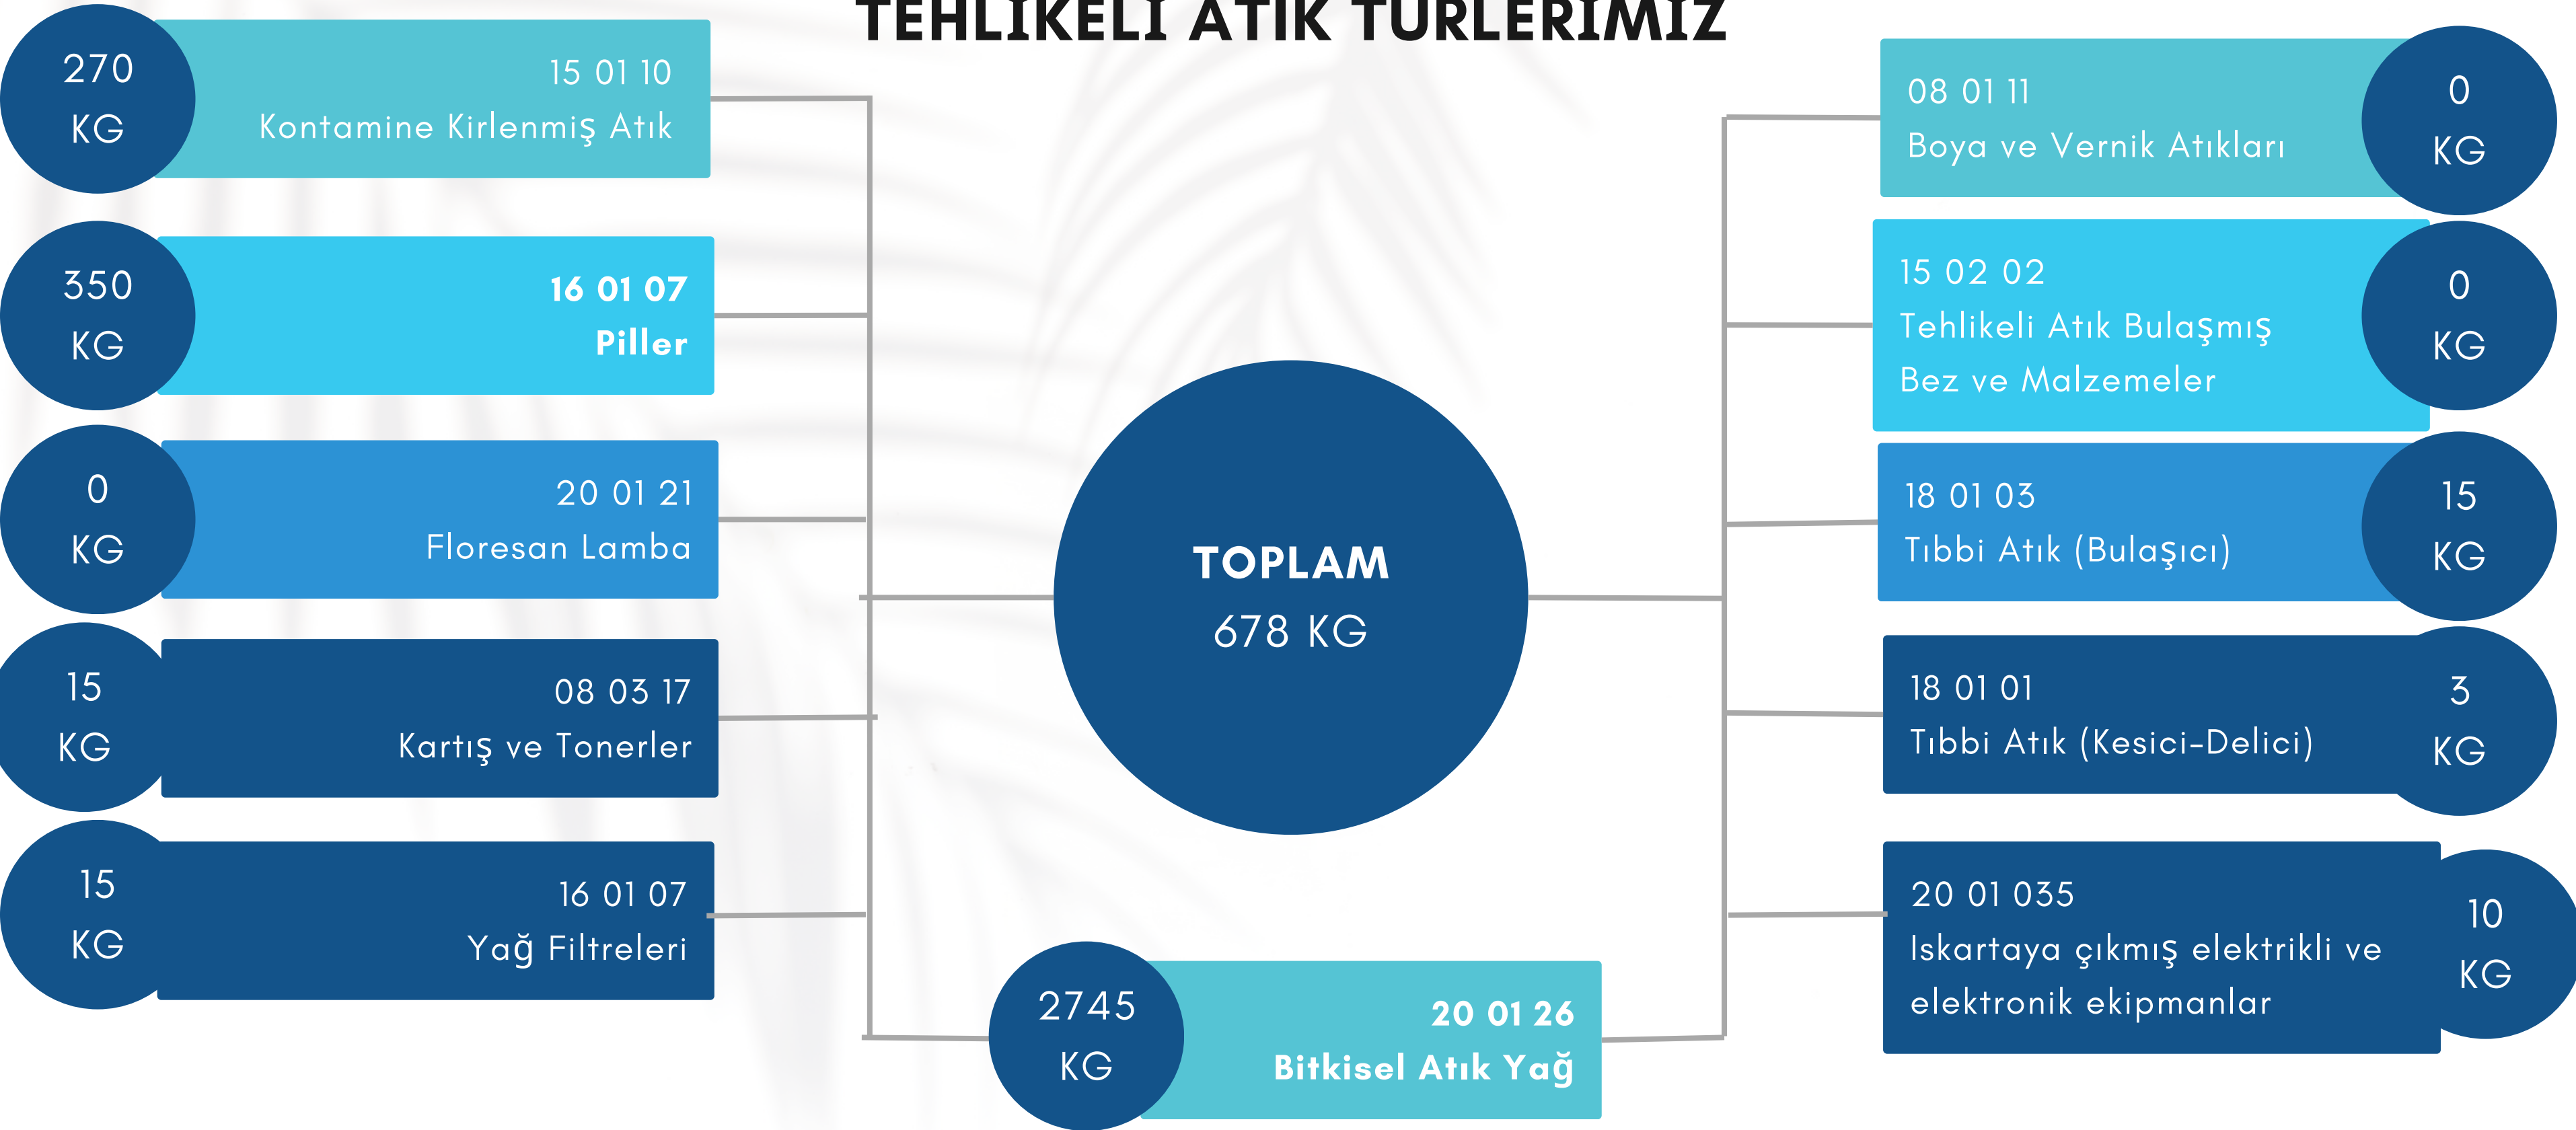 TEHLİKELİ ATIK TÜRLERİMİZ
270
KG
15 01 10
Kontamine Kirlenmiş Atık
350
KG
16 01 07
Piller
0
KG
20 01 21
Floresan Lamba
15
KG
08 03 17
Kartış ve Tonerler
15
KG
16 01 07
Yağ Filtreleri
TOPLAM
678 KG
2745
KG
20 01 26
Bitkisel Atık Yağ
08 01 11
Boya ve Vernik Atıkları
0
KG
15 02 02
Tehlikeli Atık Bulaşmış
Bez ve Malzemeler
0
KG
18 01 03
Tıbbi Atık (Bulaşıcı)
15
KG
18 01 01
Tıbbi Atık (Kesici-Delici)
3
KG
20 01 035
Iskartaya çıkmış elektrikli ve
elektronik ekipmanlar
10
KG